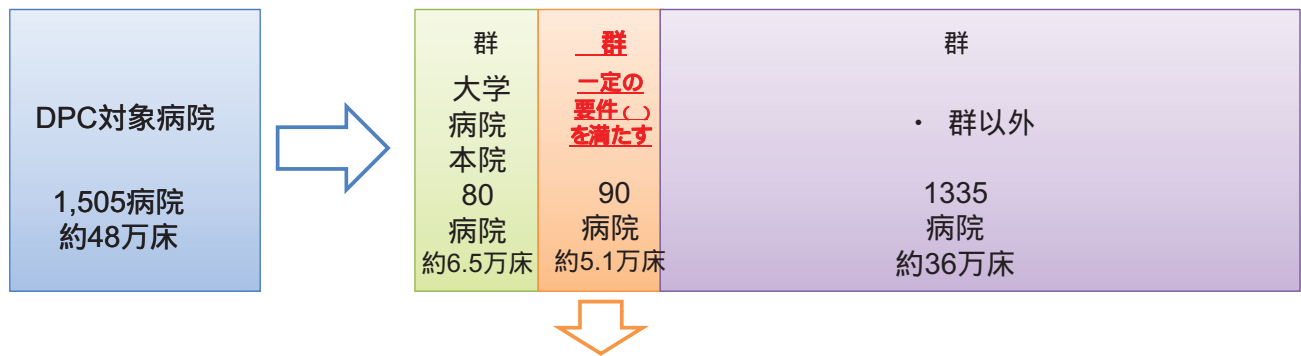 DPC対象病院
1,505病院
約48万床
群
大学
病院
本院
80
病院
約6.5万床
群
一定の
要件( )
を満たす
90
病院
約5.1万床
群
・ 群以外
1335
病院
約36万床